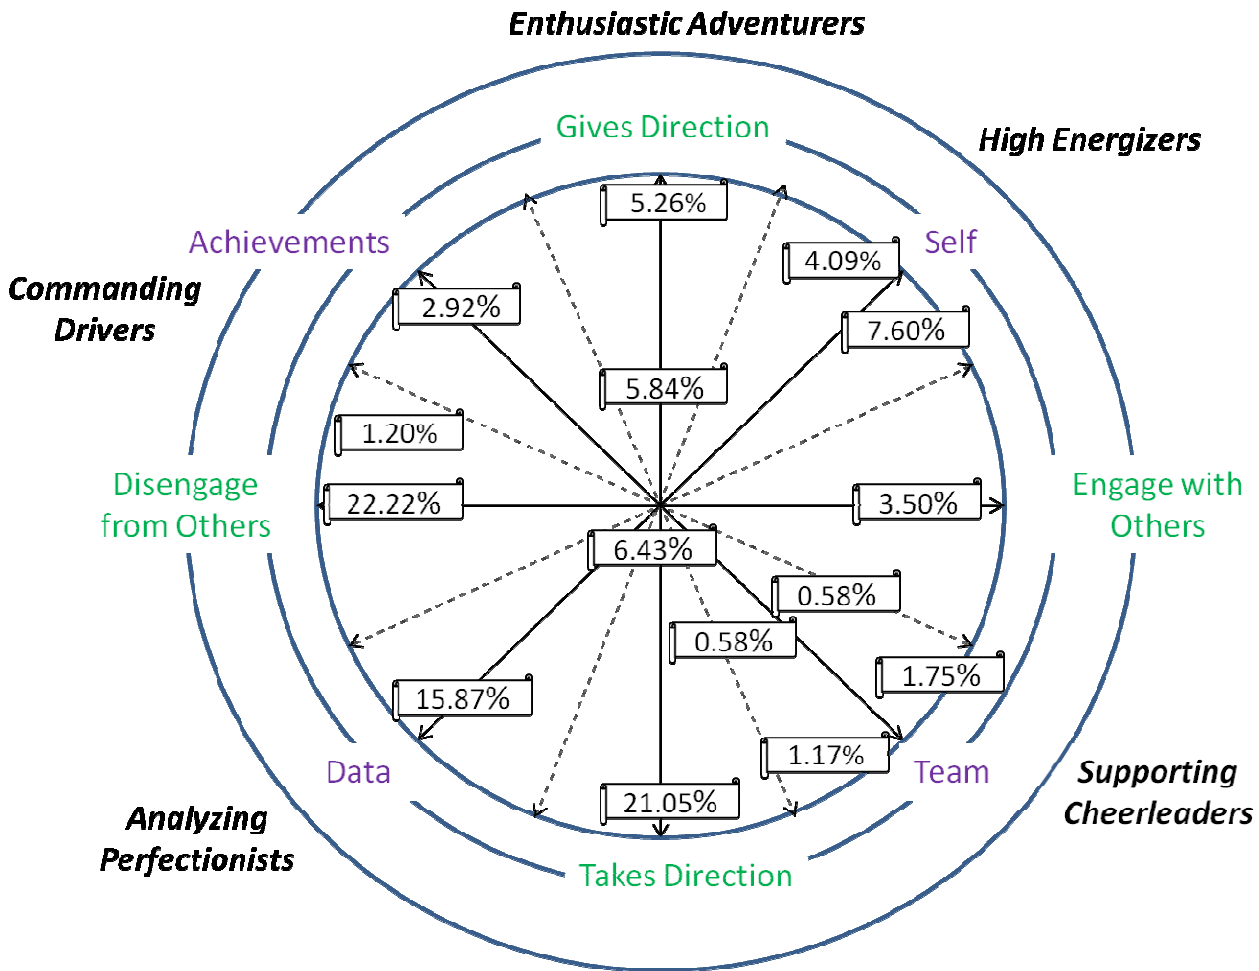 Enthusiastic Adventurers
Gives Direction
High Energizers
5.26%
Achievements
Self
4.09%
Commanding
Drivers
2.92%
7.60%
5.84%
1.20%
Disengage
from Others
22.22%
3.50%
Engage with
Others
6.43%
0.58%
0.58%
1.75%
15.87%
1.17%
Data
Team
Supporting
Cheerleaders
21.05%
Analyzing
Perfectionists
Takes Direction